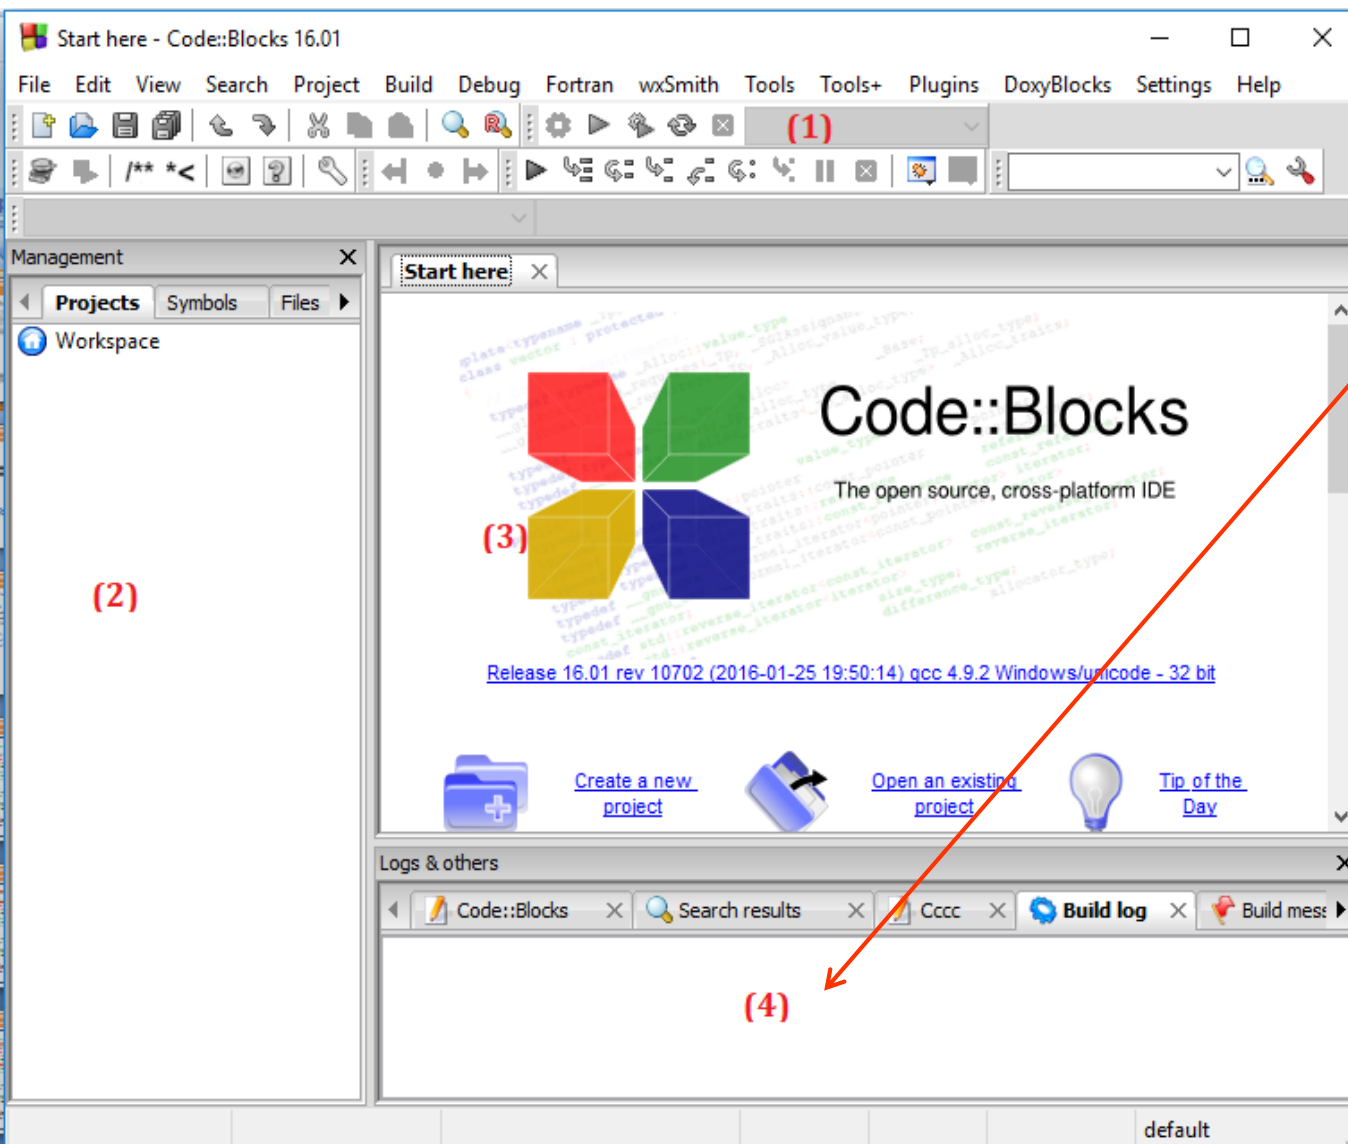 Start here - Code::Blocks 16.01
File Edit View Search Project Build Debug Fortran wxSmith Tools Tools+ Plugins DoxyBlocks Settings Help
(1)
/** *<
Management
Start here
Projects Symbols Files
Workspace
Code::Blocks
The open source, cross-platform IDE
(3)
(2)
Release 16.01 rev 10702 (2016-01-25 19:50:14) gcc 4.9.2 Windows/unicode - 32 bit
Create a new project
Open an existing project
Tip of the Day
Logs & others
Code::Blocks Search results Cccc Build log Build mess
(4)
default